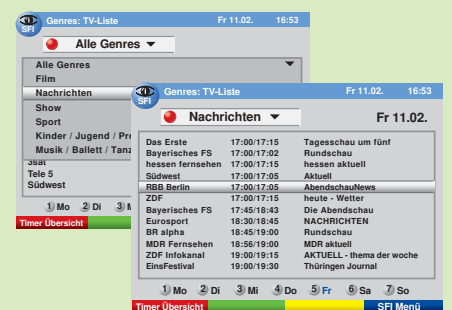 SFI
Genres: TV-Liste Fr 11.02. 16:53
Alle Genres
Alle Genres
Film
Nachrichten
Show
Sport
Kinder / Jugend / Pro
Musik / Ballett / Tanz
3sat
Tele 5
Südwest
1 Mo 2 Di 3
Timer Übersicht
SFI
Genres: TV-Liste Fr 11.02. 16:53
Nachrichten Fr 11.02.
Das Erste 17:00/17:15 Tagesschau um fünf
Bayerisches FS 17:00/17:02 Rundschau
hessen fernsehen 17:00/17:15 hessen aktuell
Südwest 17:00/17:05 Aktuell
RBB Berlin 17:00/17:05 AbendschauNews
ZDF 17:00/17:15 heute - Wetter
Bayerisches FS 17:45/18:43 Die Abendschau
Eurosport 18:30/18:45 NACHRICHTEN
BR alpha 18:45/19:00 Rundschau
MDR Fernsehen 18:56/19:00 MDR aktuell
ZDF Infokanal 19:00/19:15 AKTUELL - thema der woche
EinsFestival 19:00/19:30 Thüringen Journal
1 Mo 2 Di 3 Mi 4 Do 5 Fr 6 Sa 7 So
Timer Übersicht SFI Menü